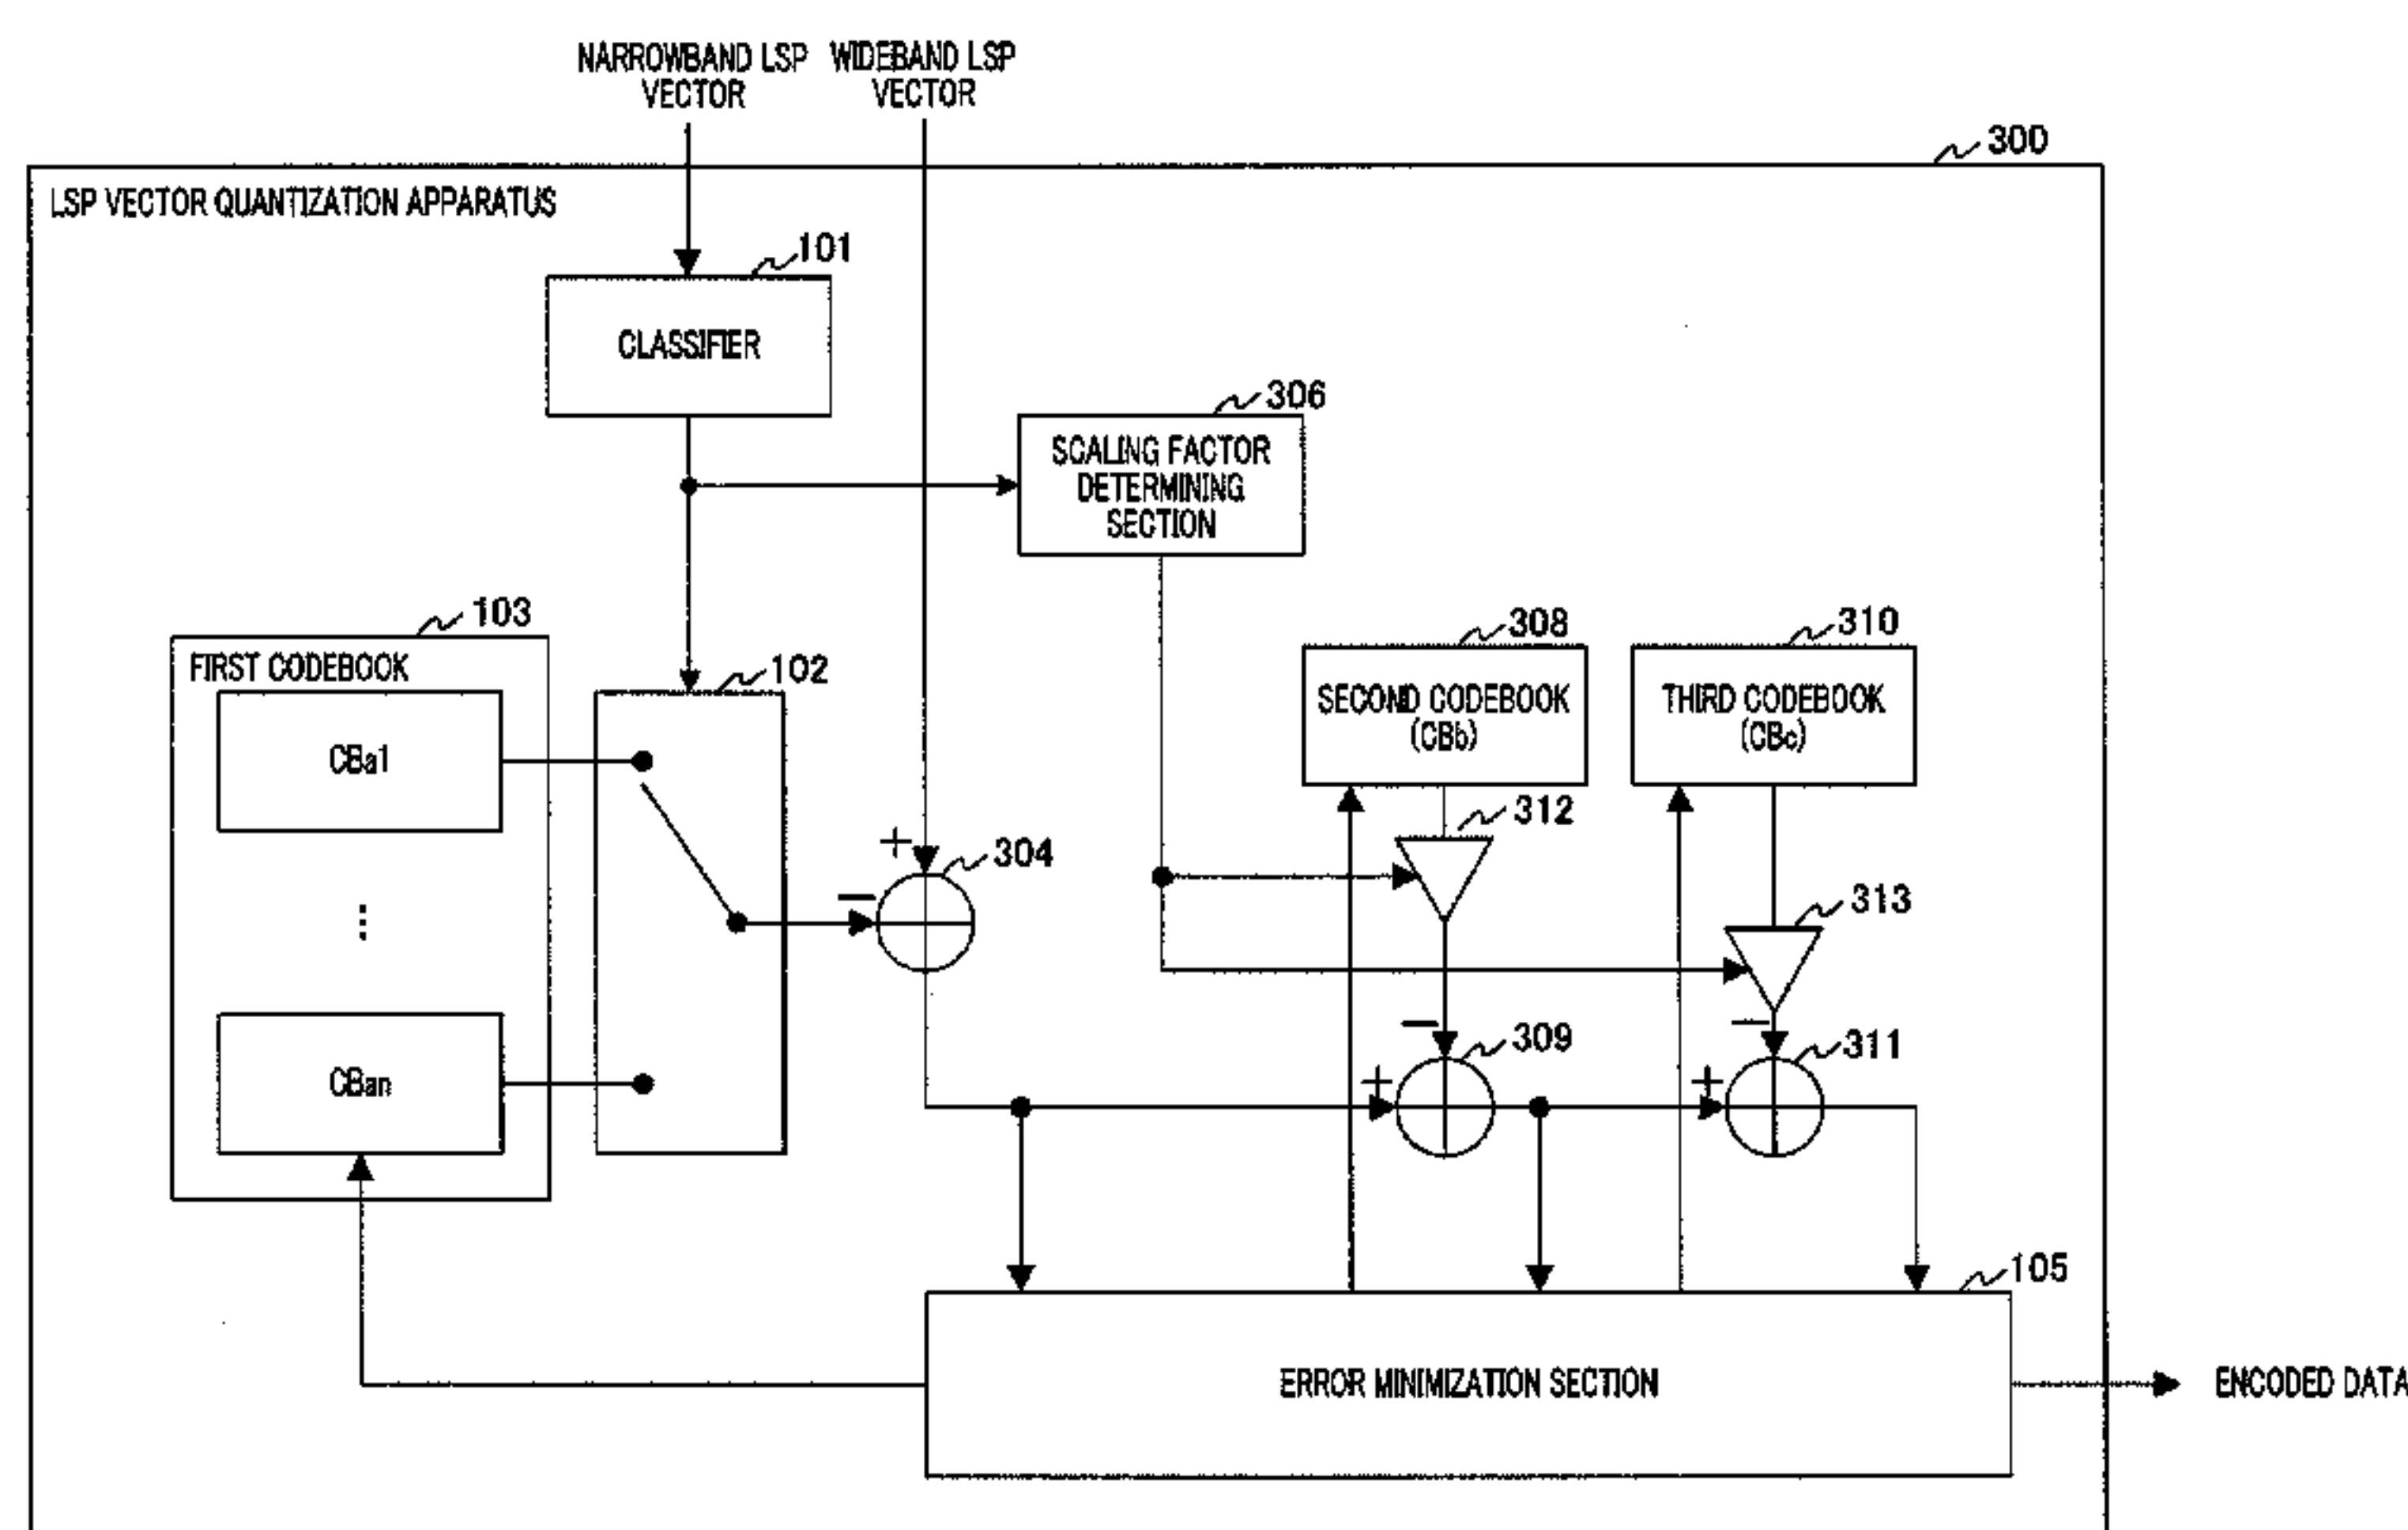 NARROWBAND LSP
VECTOR
WIDEBAND LSP
VECTOR
300
LSP VECTOR QUANTIZATION APPARATUS
101
CLASSIFIER
306
SCALING FACTOR
DETERMINING
SECTION
103
FIRST CODEBOOK
102
308
SECOND CODEBOOK
(CBb)
310
THIRD CODEBOOK
(CBc)
CBa1
312
+
304
−
313
⋮
−
309
−
311
CBan
+
+
105
ERROR MINIMIZATION SECTION
ENCODED DATA